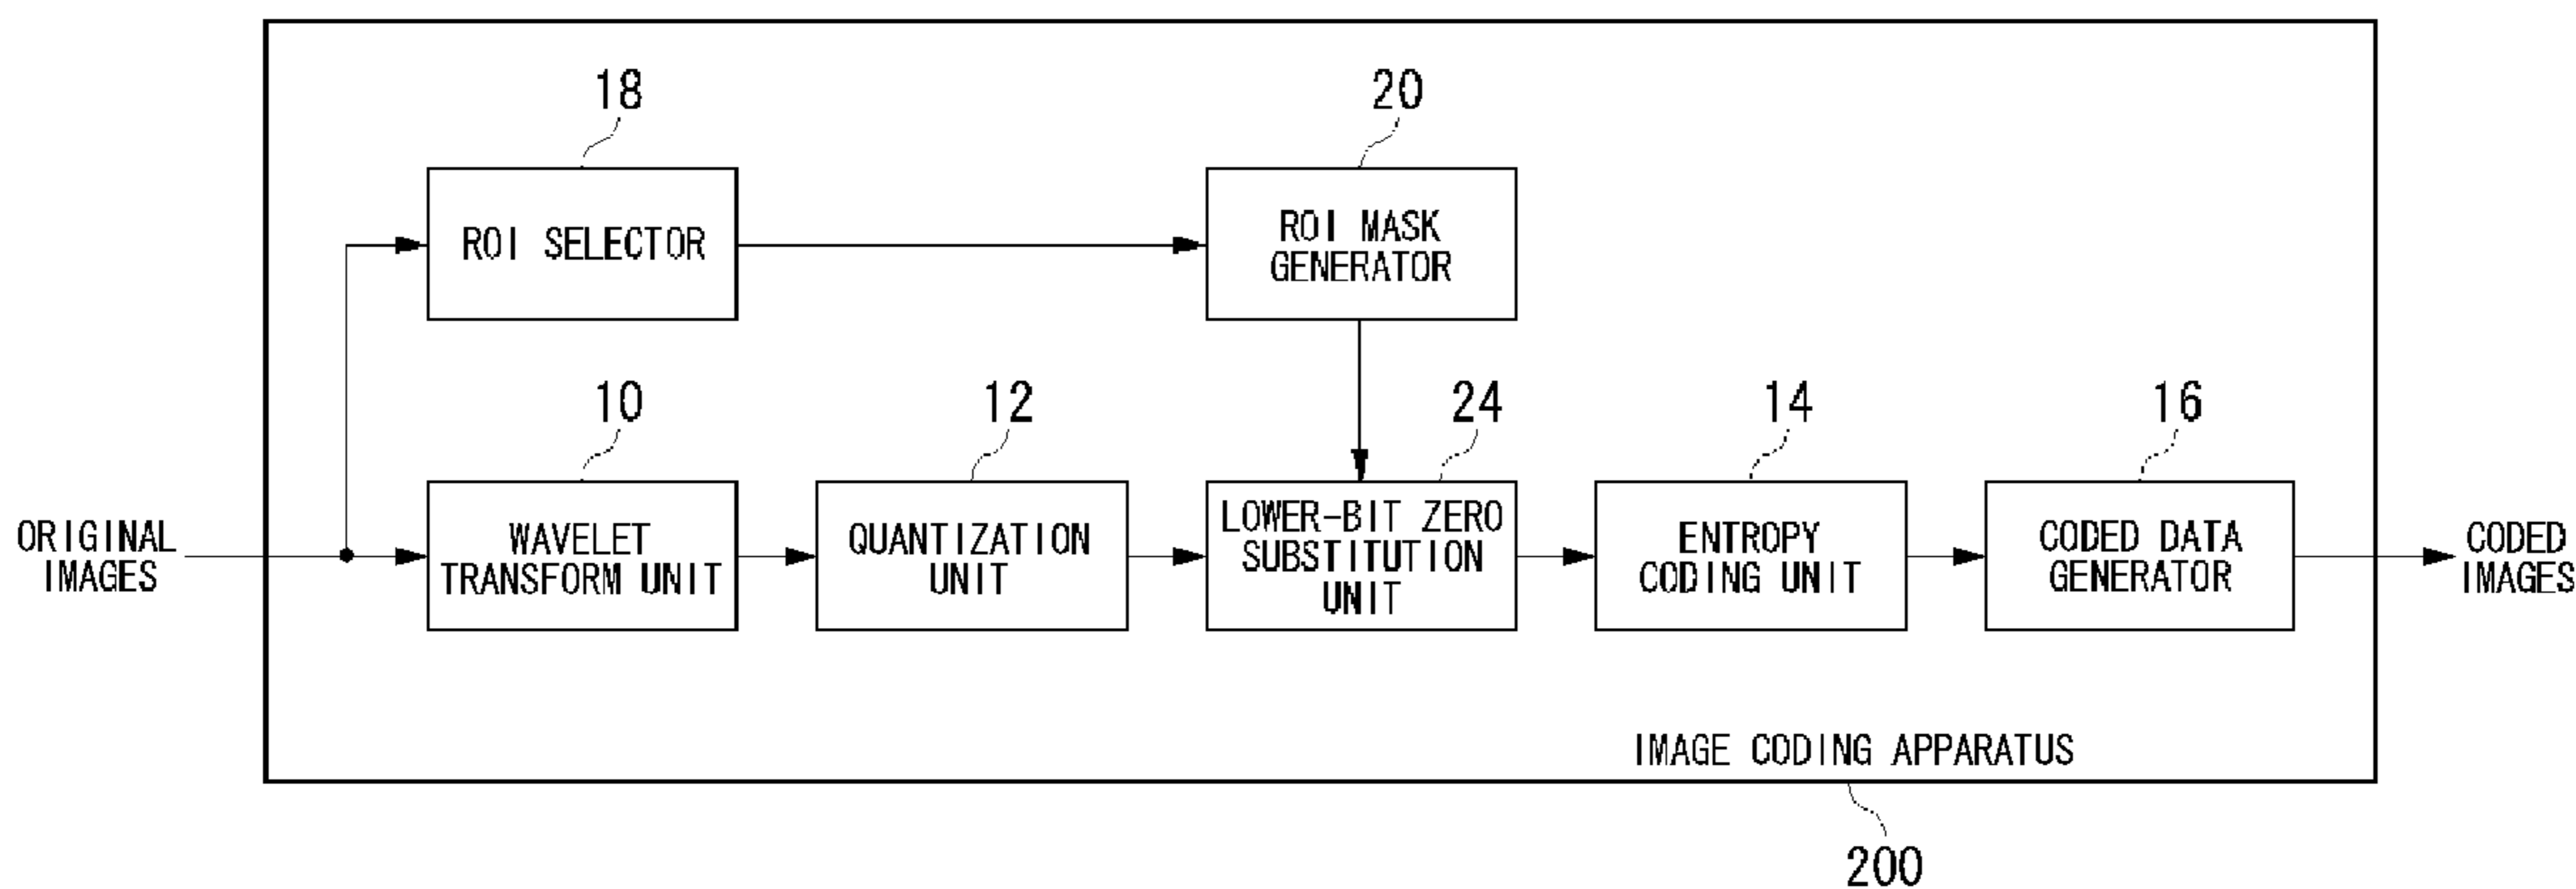 18
20
ROI SELECTOR
ROI MASK
GENERATOR
10
12
24
14
16
ORIGINAL
IMAGES
WAVELET
TRANSFORM UNIT
QUANTIZATION
UNIT
LOWER-BIT ZERO
SUBSTITUTION
UNIT
ENTROPY
CODING UNIT
CODED DATA
GENERATOR
CODED
IMAGES
IMAGE CODING APPARATUS
200